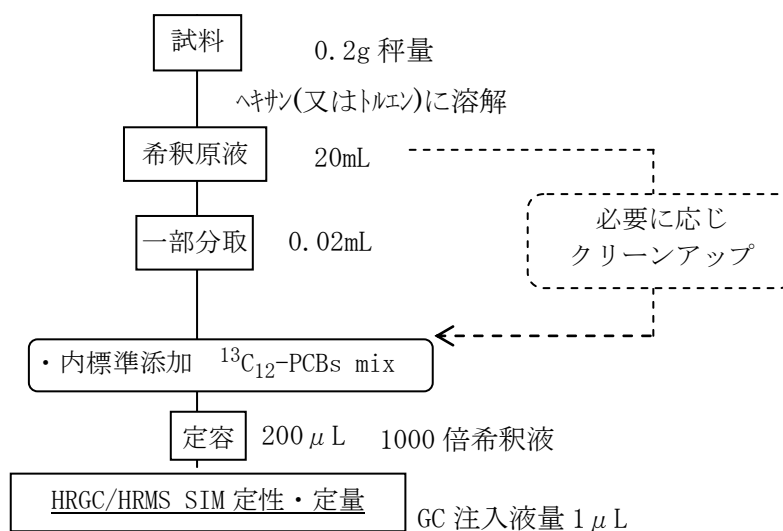 試料
0.2g 秤量
ﾍｷｻﾝ(又はﾄﾙｴﾝ)に溶解
希釈原液
20mL
必要に応じ
クリーンアップ
一部分取
0.02mL
・内標準添加 ¹³C₁₂-PCBs mix
定容
200μL 1000 倍希釈液
HRGC/HRMS SIM 定性・定量
GC 注入液量 1μL